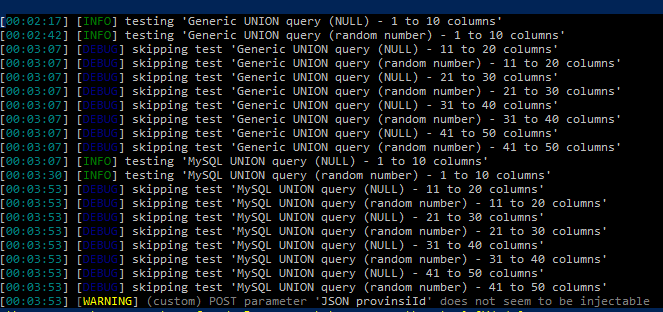 [00:02:17] [INFO] testing 'Generic UNION query (NULL) - 1 to 10 columns'
[00:02:42] [INFO] testing 'Generic UNION query (random number) - 1 to 10 columns'
[00:03:07] [DEBUG] skipping test 'Generic UNION query (NULL) - 11 to 20 columns'
[00:03:07] [DEBUG] skipping test 'Generic UNION query (random number) - 11 to 20 columns'
[00:03:07] [DEBUG] skipping test 'Generic UNION query (NULL) - 21 to 30 columns'
[00:03:07] [DEBUG] skipping test 'Generic UNION query (random number) - 21 to 30 columns'
[00:03:07] [DEBUG] skipping test 'Generic UNION query (NULL) - 31 to 40 columns'
[00:03:07] [DEBUG] skipping test 'Generic UNION query (random number) - 31 to 40 columns'
[00:03:07] [DEBUG] skipping test 'Generic UNION query (NULL) - 41 to 50 columns'
[00:03:07] [DEBUG] skipping test 'Generic UNION query (random number) - 41 to 50 columns'
[00:03:07] [INFO] testing 'MySQL UNION query (NULL) - 1 to 10 columns'
[00:03:30] [INFO] testing 'MySQL UNION query (random number) - 1 to 10 columns'
[00:03:53] [DEBUG] skipping test 'MySQL UNION query (NULL) - 11 to 20 columns'
[00:03:53] [DEBUG] skipping test 'MySQL UNION query (random number) - 11 to 20 columns'
[00:03:53] [DEBUG] skipping test 'MySQL UNION query (NULL) - 21 to 30 columns'
[00:03:53] [DEBUG] skipping test 'MySQL UNION query (random number) - 21 to 30 columns'
[00:03:53] [DEBUG] skipping test 'MySQL UNION query (NULL) - 31 to 40 columns'
[00:03:53] [DEBUG] skipping test 'MySQL UNION query (random number) - 31 to 40 columns'
[00:03:53] [DEBUG] skipping test 'MySQL UNION query (NULL) - 41 to 50 columns'
[00:03:53] [DEBUG] skipping test 'MySQL UNION query (random number) - 41 to 50 columns'
[00:03:53] [WARNING] (custom) POST parameter 'JSON provinsiId' does not seem to be injectable